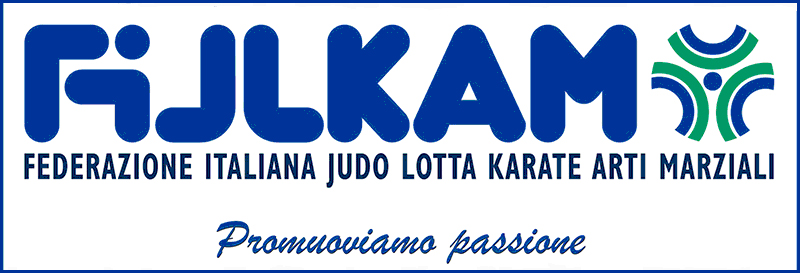 FIJLKAM
FEDERAZIONE ITALIANA JUDO LOTTA KARATE ARTI MARZIALI
Promuoviamo passione